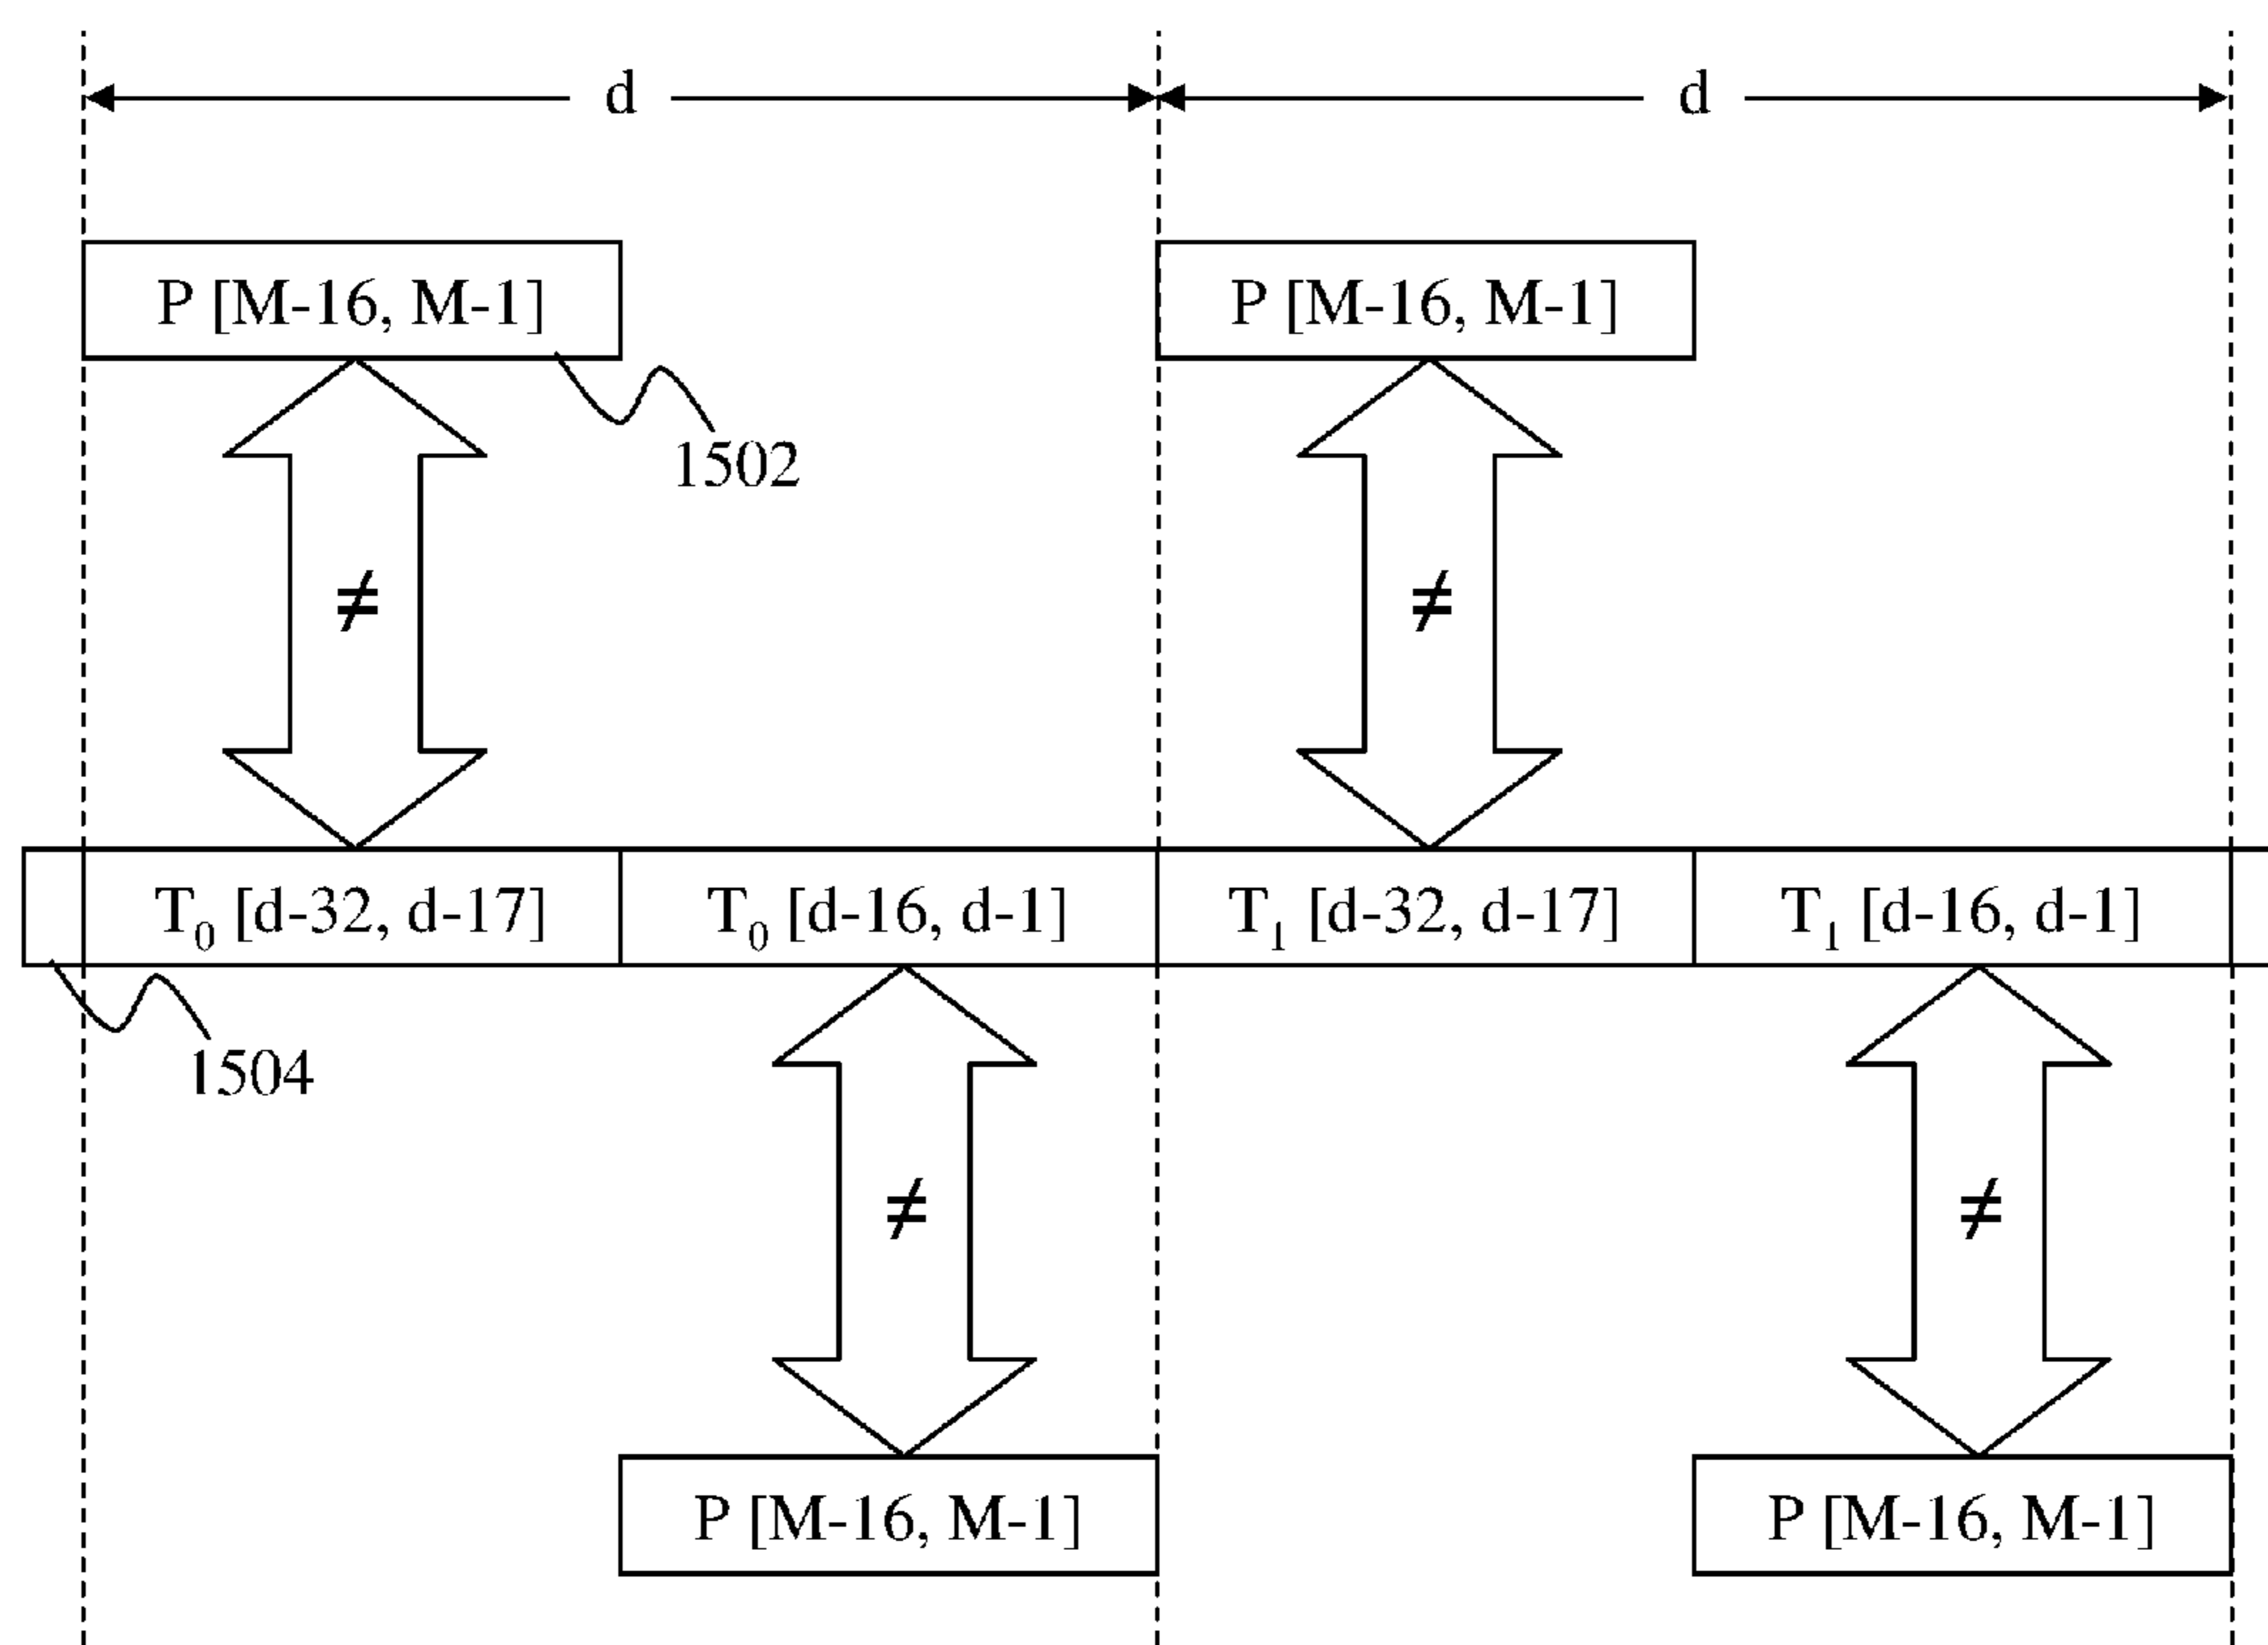 d d
P [M-16, M-1] P [M-16, M-1]
1502
≠ ≠
T₀ [d-32, d-17] T₀ [d-16, d-1] T₁ [d-32, d-17] T₁ [d-16, d-1]
1504
≠ ≠
P [M-16, M-1] P [M-16, M-1]